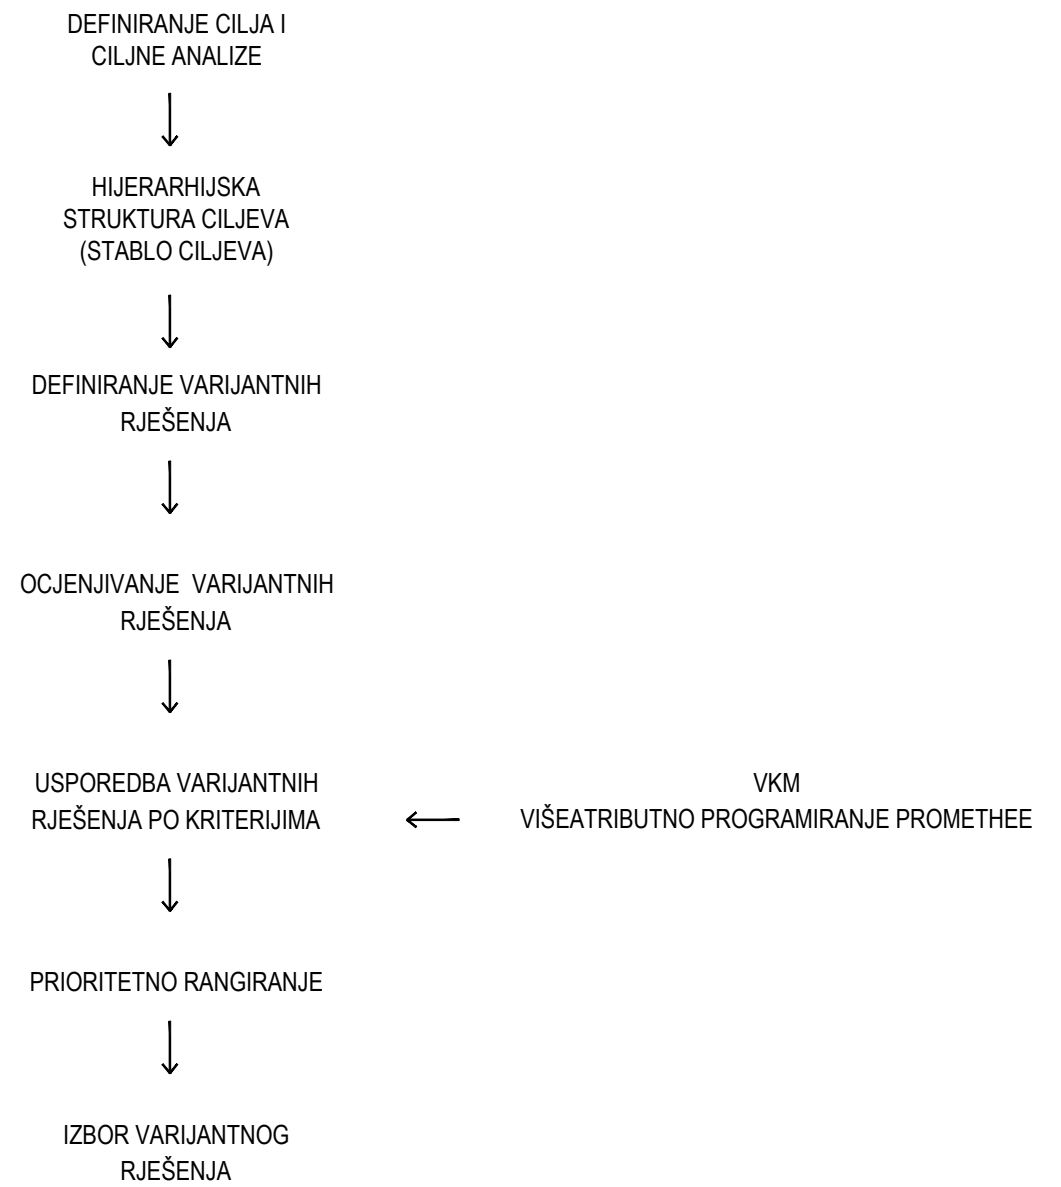 DEFINIRANJE CILJA I
CILJNE ANALIZE
HIJERARHIJSKA
STRUKTURA CILJEVA
(STABLO CILJEVA)
DEFINIRANJE VARIJANTNIH
RJEŠENJA
OCJENJIVANJE VARIJANTNIH
RJEŠENJA
USPOREDBA VARIJANTNIH
RJEŠENJA PO KRITERIJIMA
VKM
VIŠEATRIBUTNO PROGRAMIRANJE PROMETHEE
PRIORITETNO RANGIRANJE
IZBOR VARIJANTNOG
RJEŠENJA